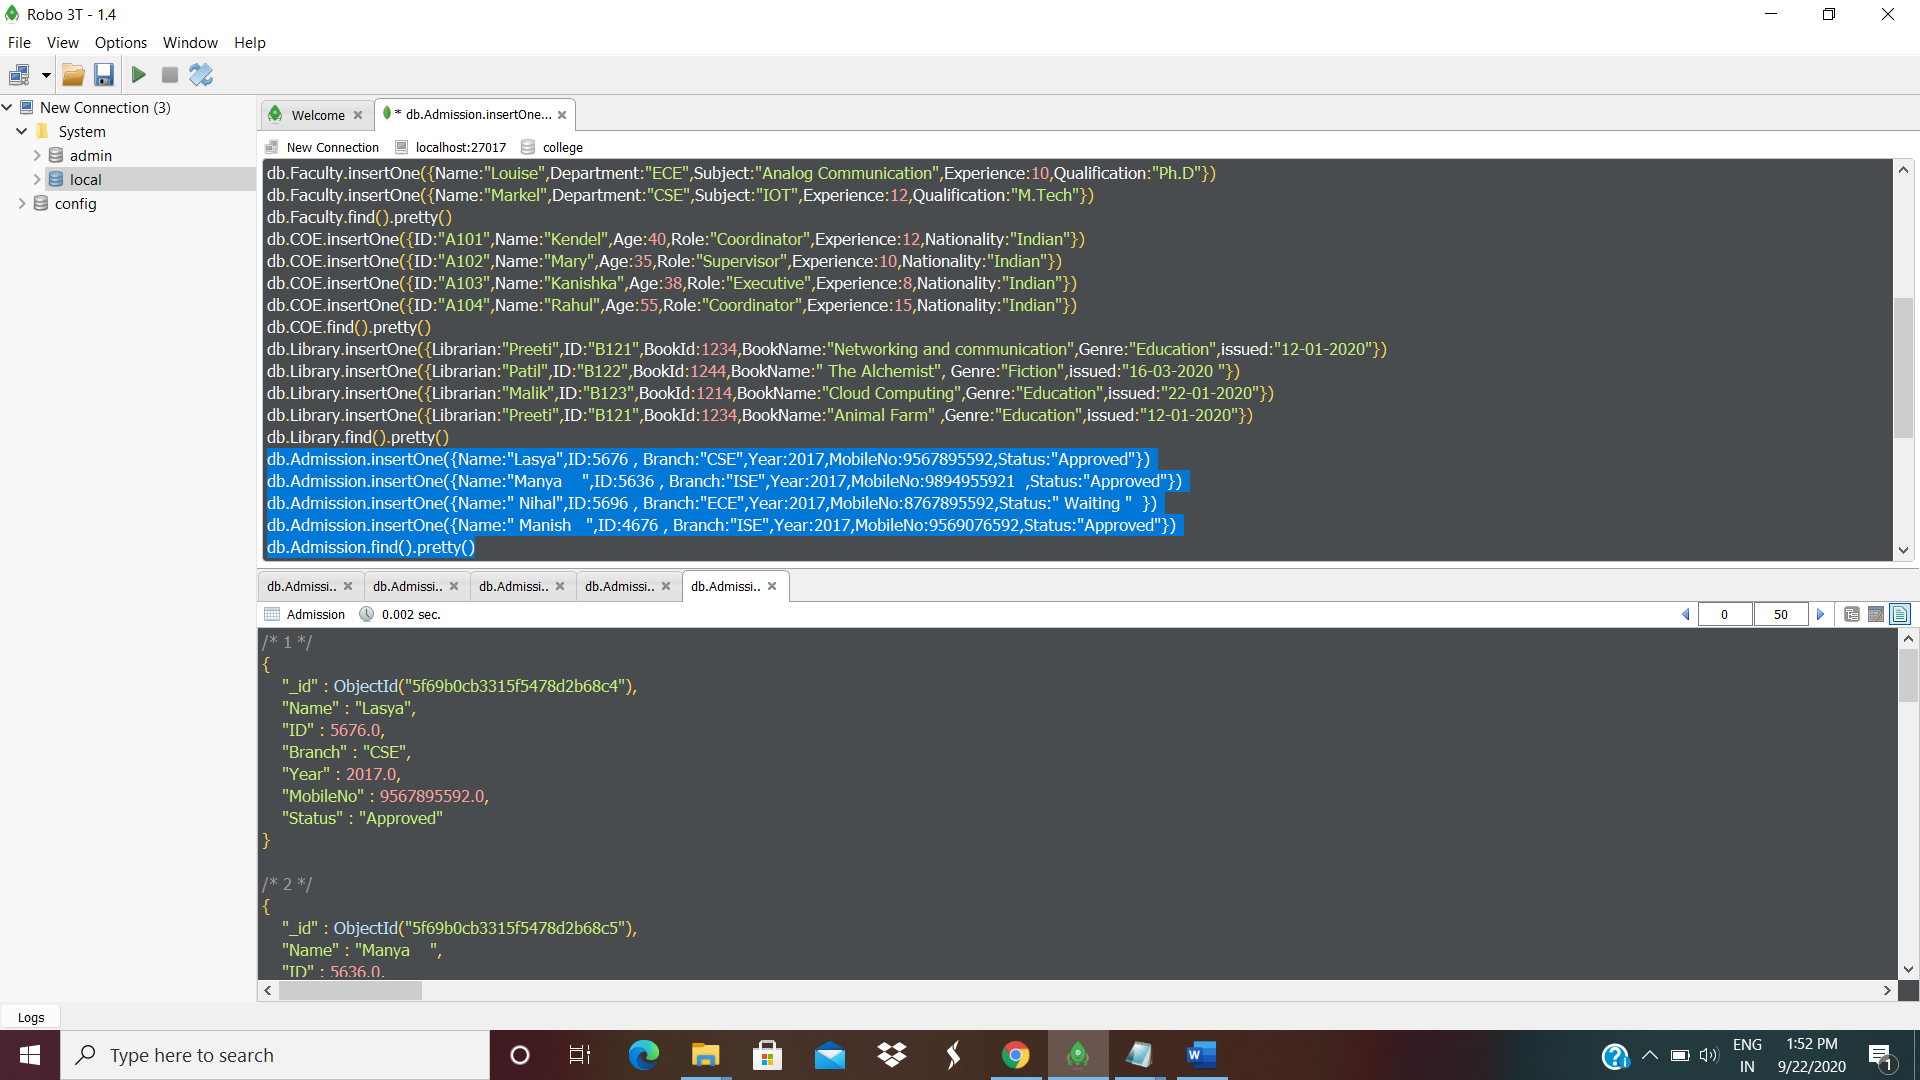 Robo 3T - 1.4
File View Options Window Help
New Connection (3)
System
admin
local
config
Welcome
* db.Admission.insertOne...
New Connection localhost:27017 college
db.Faculty.insertOne({Name:"Louise",Department:"ECE",Subject:"Analog Communication",Experience:10,Qualification:"Ph.D"})
db.Faculty.insertOne({Name:"Markel",Department:"CSE",Subject:"IOT",Experience:12,Qualification:"M.Tech"})
db.Faculty.find().pretty()
db.COE.insertOne({ID:"A101",Name:"Kendel",Age:40,Role:"Coordinator",Experience:12,Nationality:"Indian"})
db.COE.insertOne({ID:"A102",Name:"Mary",Age:35,Role:"Supervisor",Experience:10,Nationality:"Indian"})
db.COE.insertOne({ID:"A103",Name:"Kanishka",Age:38,Role:"Executive",Experience:8,Nationality:"Indian"})
db.COE.insertOne({ID:"A104",Name:"Rahul",Age:55,Role:"Coordinator",Experience:15,Nationality:"Indian"})
db.COE.find().pretty()
db.Library.insertOne({Librarian:"Preeti",ID:"B121",BookId:1234,BookName:"Networking and communication",Genre:"Education",issued:"12-01-2020"})
db.Library.insertOne({Librarian:"Patil",ID:"B122",BookId:1244,BookName:" The Alchemist", Genre:"Fiction",issued:"16-03-2020 "})
db.Library.insertOne({Librarian:"Malik",ID:"B123",BookId:1214,BookName:"Cloud Computing",Genre:"Education",issued:"22-01-2020"})
db.Library.insertOne({Librarian:"Preeti",ID:"B121",BookId:1234,BookName:"Animal Farm" ,Genre:"Education",issued:"12-01-2020"})
db.Library.find().pretty()
db.Admission.insertOne({Name:"Lasya",ID:5676 , Branch:"CSE",Year:2017,MobileNo:9567895592,Status:"Approved"})
db.Admission.insertOne({Name:"Manya    ",ID:5636 , Branch:"ISE",Year:2017,MobileNo:9894955921  ,Status:"Approved"})
db.Admission.insertOne({Name:" Nihal",ID:5696 , Branch:"ECE",Year:2017,MobileNo:8767895592,Status:" Waiting "  })
db.Admission.insertOne({Name:" Manish   ",ID:4676 , Branch:"ISE",Year:2017,MobileNo:9569076592,Status:"Approved"})
db.Admission.find().pretty()
db.Admissi.. db.Admissi.. db.Admissi.. db.Admissi.. db.Admissi..
Admission 0.002 sec. 0 50
/* 1 */
{
"_id" : ObjectId("5f69b0cb3315f5478d2b68c4"),
"Name" : "Lasya",
"ID" : 5676.0,
"Branch" : "CSE",
"Year" : 2017.0,
"MobileNo" : 9567895592.0,
"Status" : "Approved"
}
/* 2 */
{
"_id" : ObjectId("5f69b0cb3315f5478d2b68c5"),
"Name" : "Manya    ",
"ID" : 5636.0,
Logs
Type here to search
ENG
IN
1:52 PM
9/22/2020
1